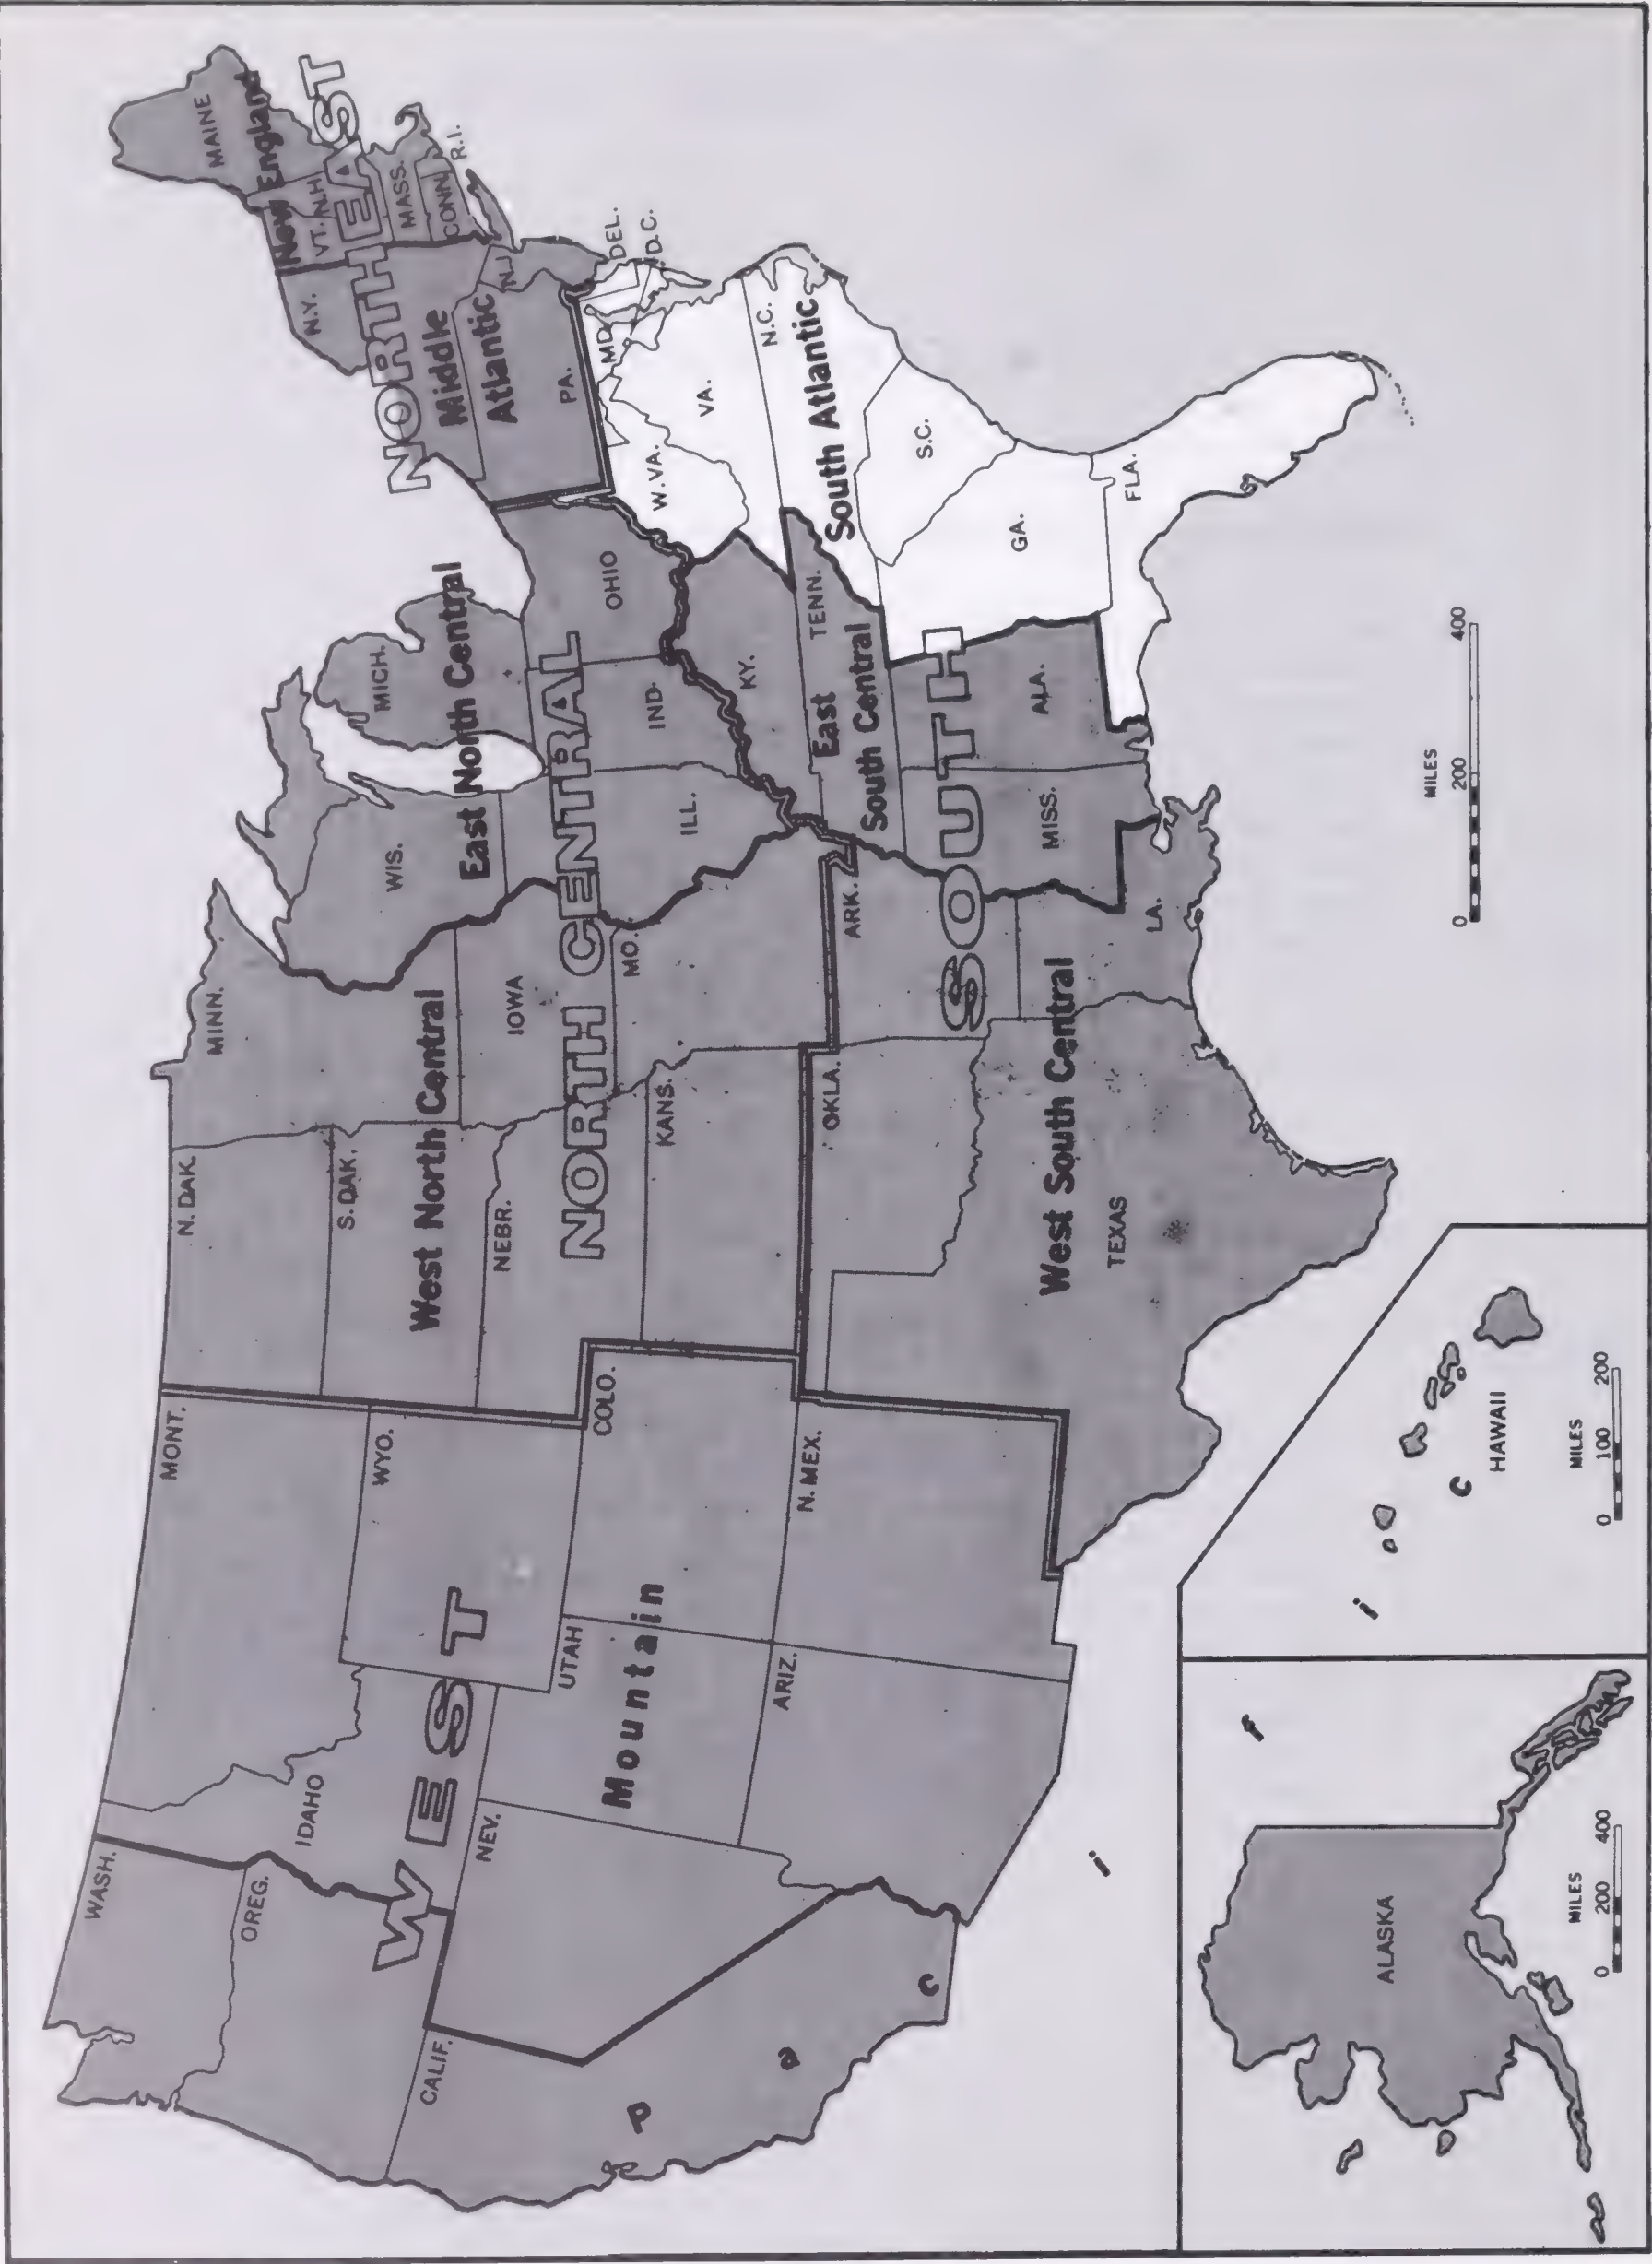 WASH.
OREG.
CALIF.
IDAHO
NEV.
MONT.
WYO.
UTAH
ARIZ.
COLO.
N. MEX.
WEST
Mountain
Pacific
N. DAK.
S. DAK.
NEBR.
KANS.
MINN.
IOWA
MO.
West North Central
NORTH CENTRAL
WIS.
MICH.
ILL.
IND.
OHIO
East North Central
OKLA.
ARK.
TEXAS
LA.
West South Central
SOUTH
KY.
TENN.
MISS.
ALA.
East
South Central
W. VA.
VA.
MD.
DEL.
D.C.
N.C.
S.C.
GA.
FLA.
South Atlantic
N.Y.
PA.
N.J.
Middle
Atlantic
NORTHEAST
New England
MAINE
VT.
N.H.
MASS.
CONN.
R.I.
MILES
0 200 400
ALASKA
MILES
0 200 400
HAWAII
MILES
0 100 200